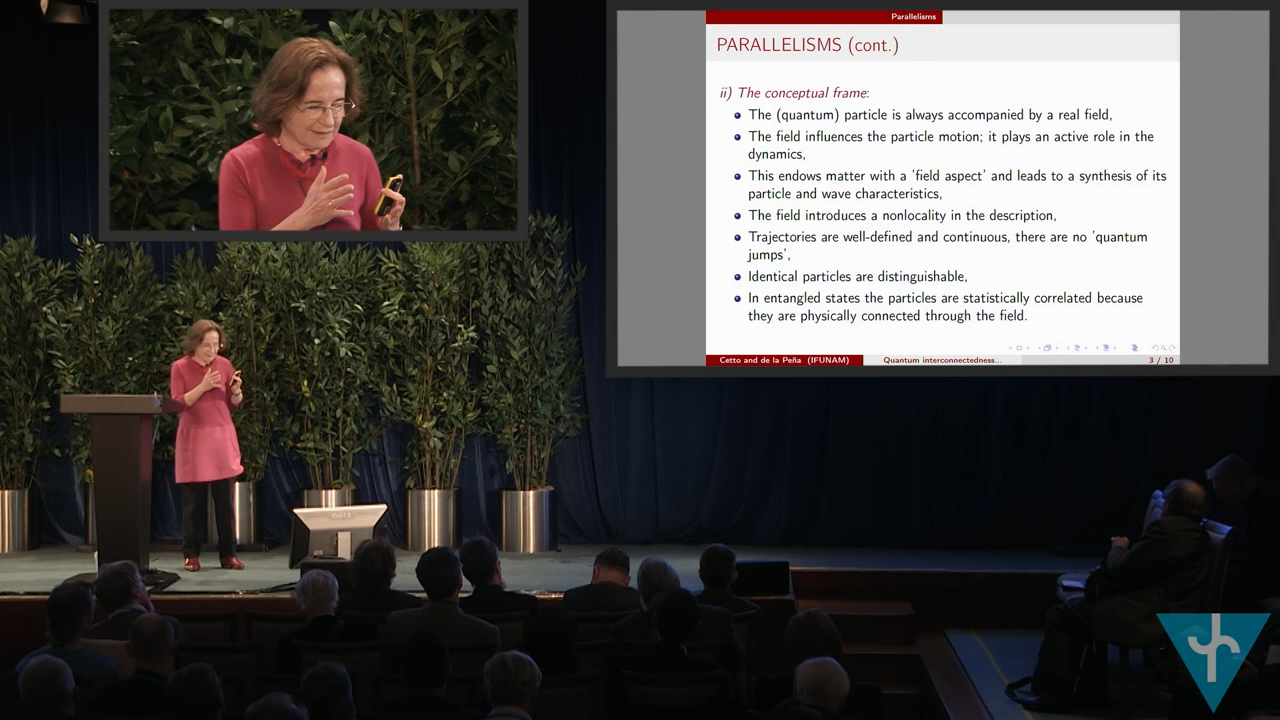 Parallelisms
PARALLELISMS (cont.)
ii) The conceptual frame:
The (quantum) particle is always accompanied by a real field,
The field influences the particle motion; it plays an active role in the
dynamics,
This endows matter with a 'field aspect' and leads to a synthesis of its
particle and wave characteristics,
The field introduces a nonlocality in the description,
Trajectories are well-defined and continuous, there are no 'quantum
jumps',
Identical particles are distinguishable,
In entangled states the particles are statistically correlated because
they are physically connected through the field.
Cetto and de la Peña (IFUNAM)
Quantum interconnectedness...
3 / 10